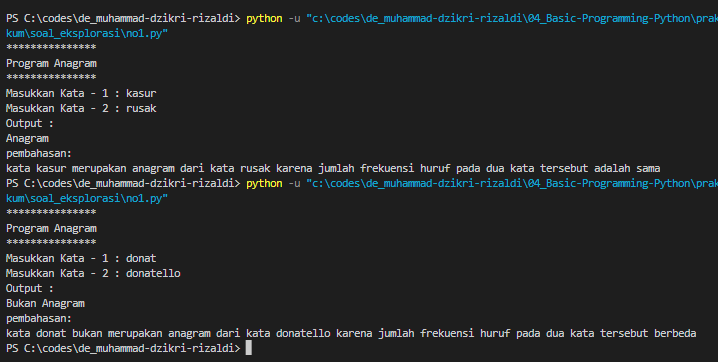 PS C:\codes\de_muhammad-dzikri-rizaldi> python -u "c:\codes\de_muhammad-dzikri-rizaldi\04_Basic-Programming-Python\prak
kum\soal_eksplorasi\no1.py"
***************
Program Anagram
***************
Masukkan Kata - 1 : kasur
Masukkan Kata - 2 : rusak
Output :
Anagram
pembahasan:
kata kasur merupakan anagram dari kata rusak karena jumlah frekuensi huruf pada dua kata tersebut adalah sama
PS C:\codes\de_muhammad-dzikri-rizaldi> python -u "c:\codes\de_muhammad-dzikri-rizaldi\04_Basic-Programming-Python\prak
kum\soal_eksplorasi\no1.py"
***************
Program Anagram
***************
Masukkan Kata - 1 : donat
Masukkan Kata - 2 : donatello
Output :
Bukan Anagram
pembahasan:
kata donat bukan merupakan anagram dari kata donatello karena jumlah frekuensi huruf pada dua kata tersebut berbeda
PS C:\codes\de_muhammad-dzikri-rizaldi>